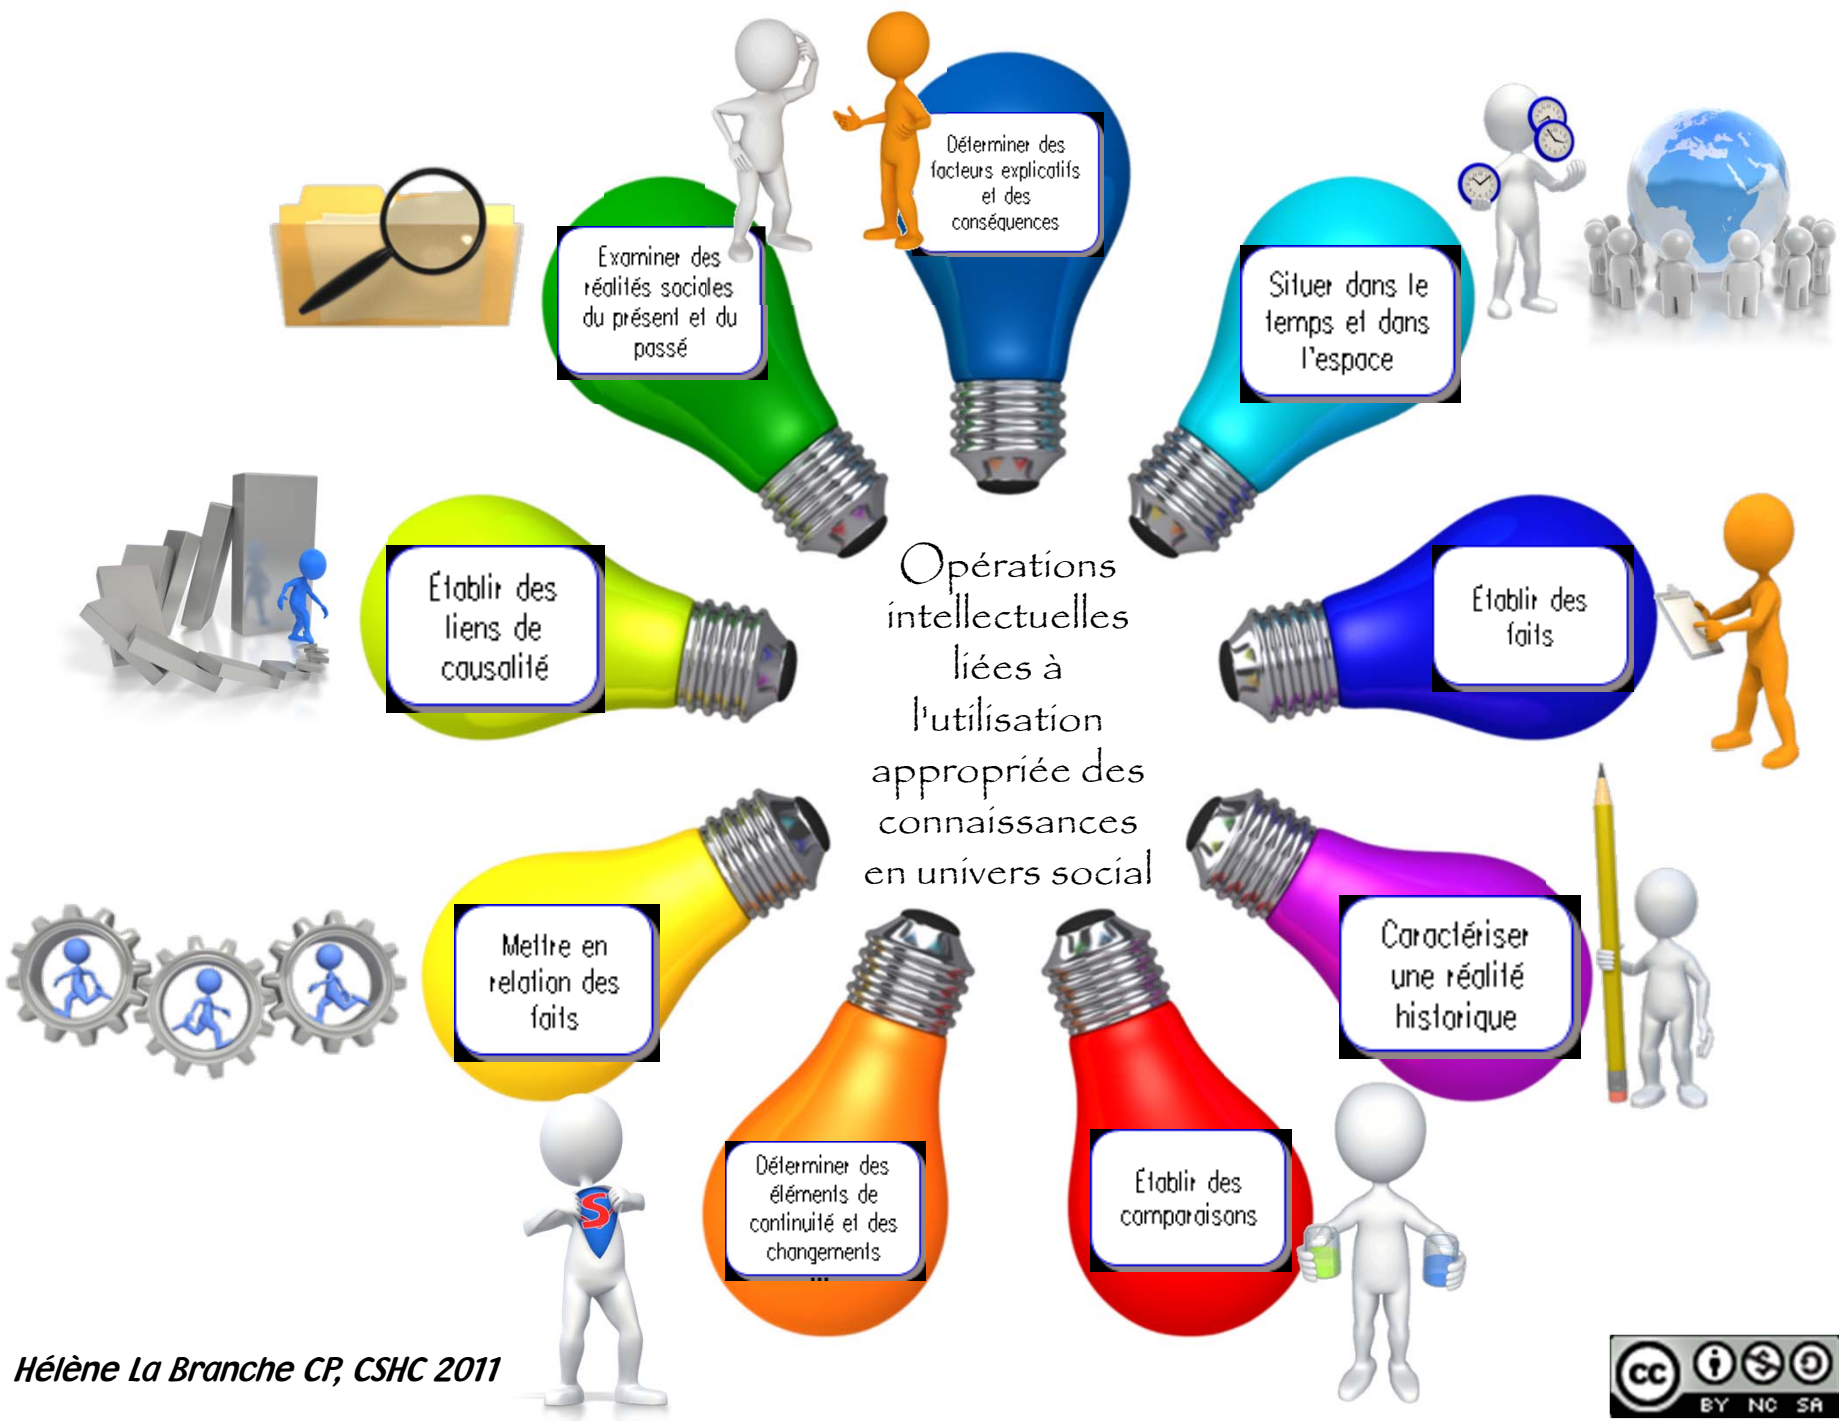 Opérations
intellectuelles
liées à
l'utilisation
appropriée des
connaissances
en univers social
Déterminer des
facteurs explicatifs
et des
conséquences
Situer dans le
temps et dans
l'espace
Établir des
faits
Caractériser
une réalité
historique
Établir des
comparaisons
Déterminer des
éléments de
continuité et des
changements
...
Mettre en
relation des
faits
Établir des
liens de
causalité
Examiner des
réalités sociales
du présent et du
passé
S
Hélène La Branche CP, CSHC 2011
cc
BY NC SA